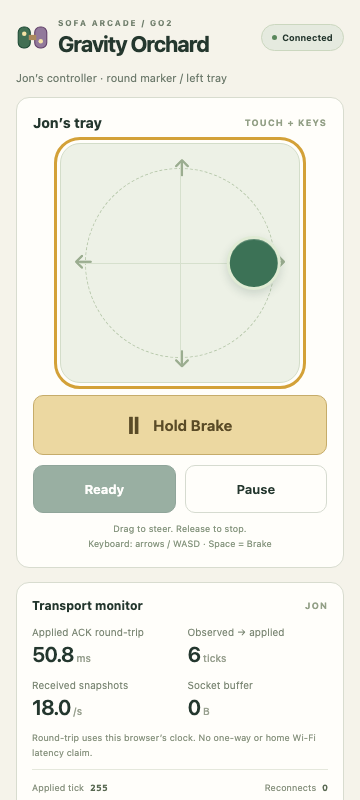 SOFA ARCADE / GO2
Gravity Orchard
Connected
Jon's controller · round marker / left tray
Jon's tray
TOUCH + KEYS
Hold Brake
Ready
Pause
Drag to steer. Release to stop.
Keyboard: arrows / WASD · Space = Brake
Transport monitor
JON
Applied ACK round-trip
Observed → applied
50.8 ms
6 ticks
Received snapshots
Socket buffer
18.0 /s
0 B
Round-trip uses this browser's clock. No one-way or home Wi-Fi
latency claim.
Applied tick 255
Reconnects 0